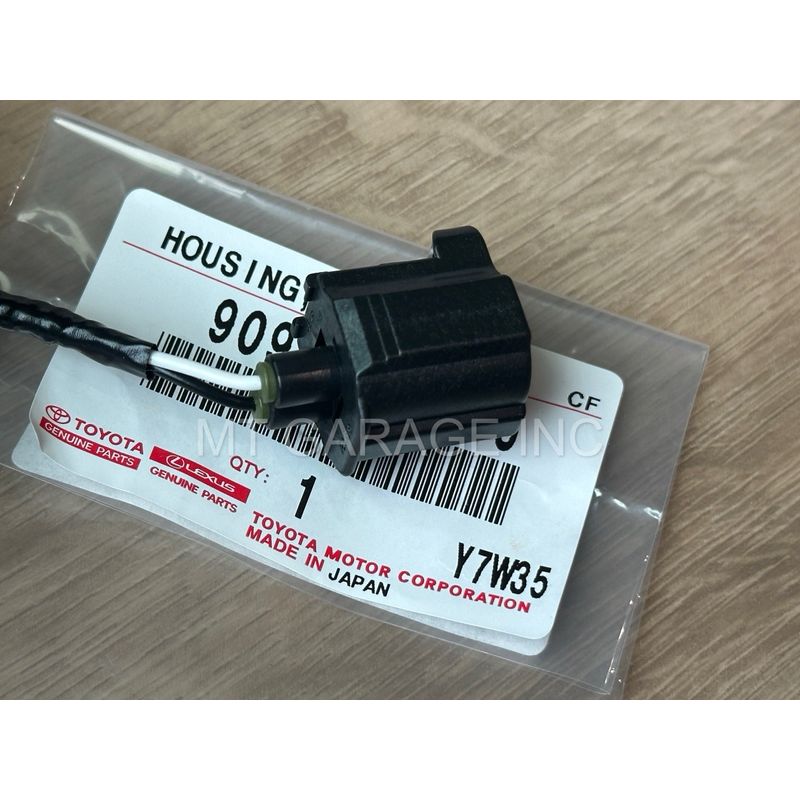 HOUSING,
CF
TOYOTA
GENUINE PARTS
LEXUS
GENUINE PARTS
QTY:
1
TOYOTA MOTOR CORPORATION
MADE IN JAPAN
Y7W35
MT GARAGE INC